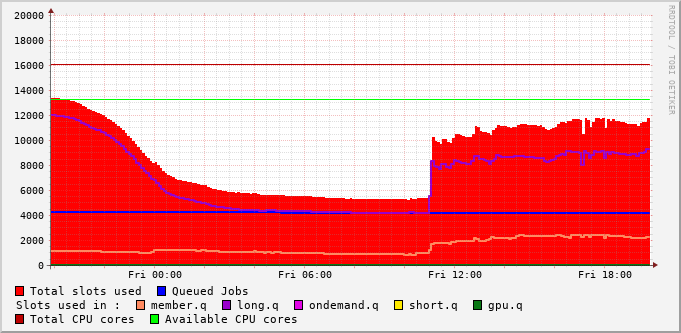 RRDTOOL / TOBI OETIKER
20000
18000
16000
14000
12000
10000
8000
6000
4000
2000
0
Fri 00:00 Fri 06:00 Fri 12:00 Fri 18:00
Total slots used Queued Jobs
Slots used in : member.q long.q ondemand.q short.q gpu.q
Total CPU cores Available CPU cores